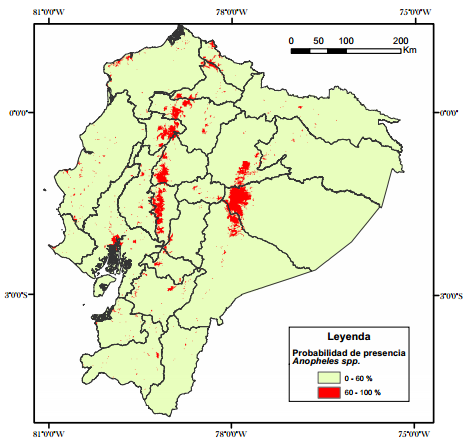 81°0'0"W 78°0'0"W 75°0'0"W
0 50 100 200
Km
0°0'0" 0°0'0"
3°0'0"S 3°0'0"S
Leyenda
Probabilidad de presencia
Anopheles spp.
0 - 60 %
60 - 100 %
81°0'0"W 78°0'0"W 75°0'0"W